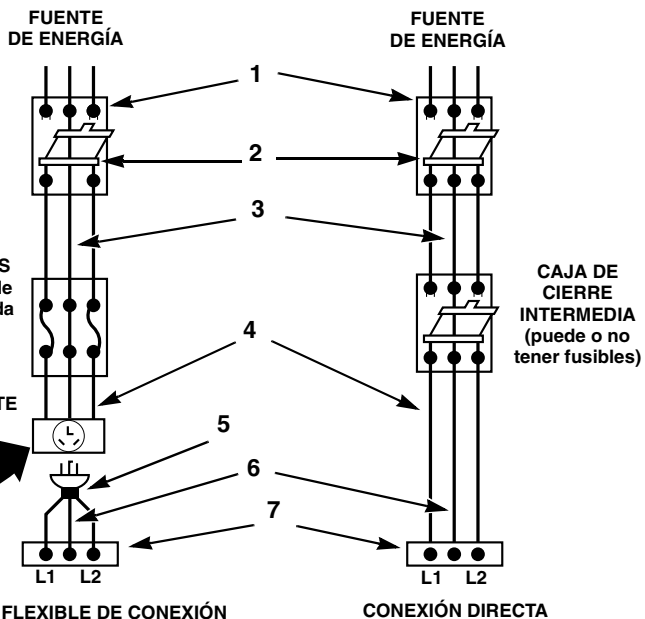 FUENTE
DE ENERGÍA
FUENTE
DE ENERGÍA
1
2
3
CAJA DE
CIERRE
INTERMEDIA
(puede o no
tener fusibles)
4
L
5
6
7
L1 L2
L1 L2
FLEXIBLE DE CONEXIÓN
CONEXIÓN DIRECTA